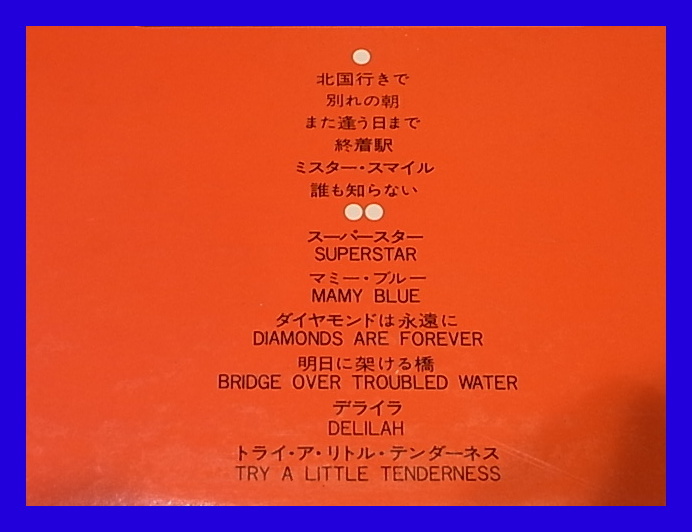 北国行きで
別れの朝
また逢う日まで
終着駅
ミスター・スマイル
誰も知らない
スーパースター
SUPERSTAR
マミー・ブルー
MAMY BLUE
ダイヤモンドは永遠に
DIAMONDS ARE FOREVER
明日に架ける橋
BRIDGE OVER TROUBLED WATER
デライラ
DELILAH
トライ・ア・リトル・テンダーネス
TRY A LITTLE TENDERNESS